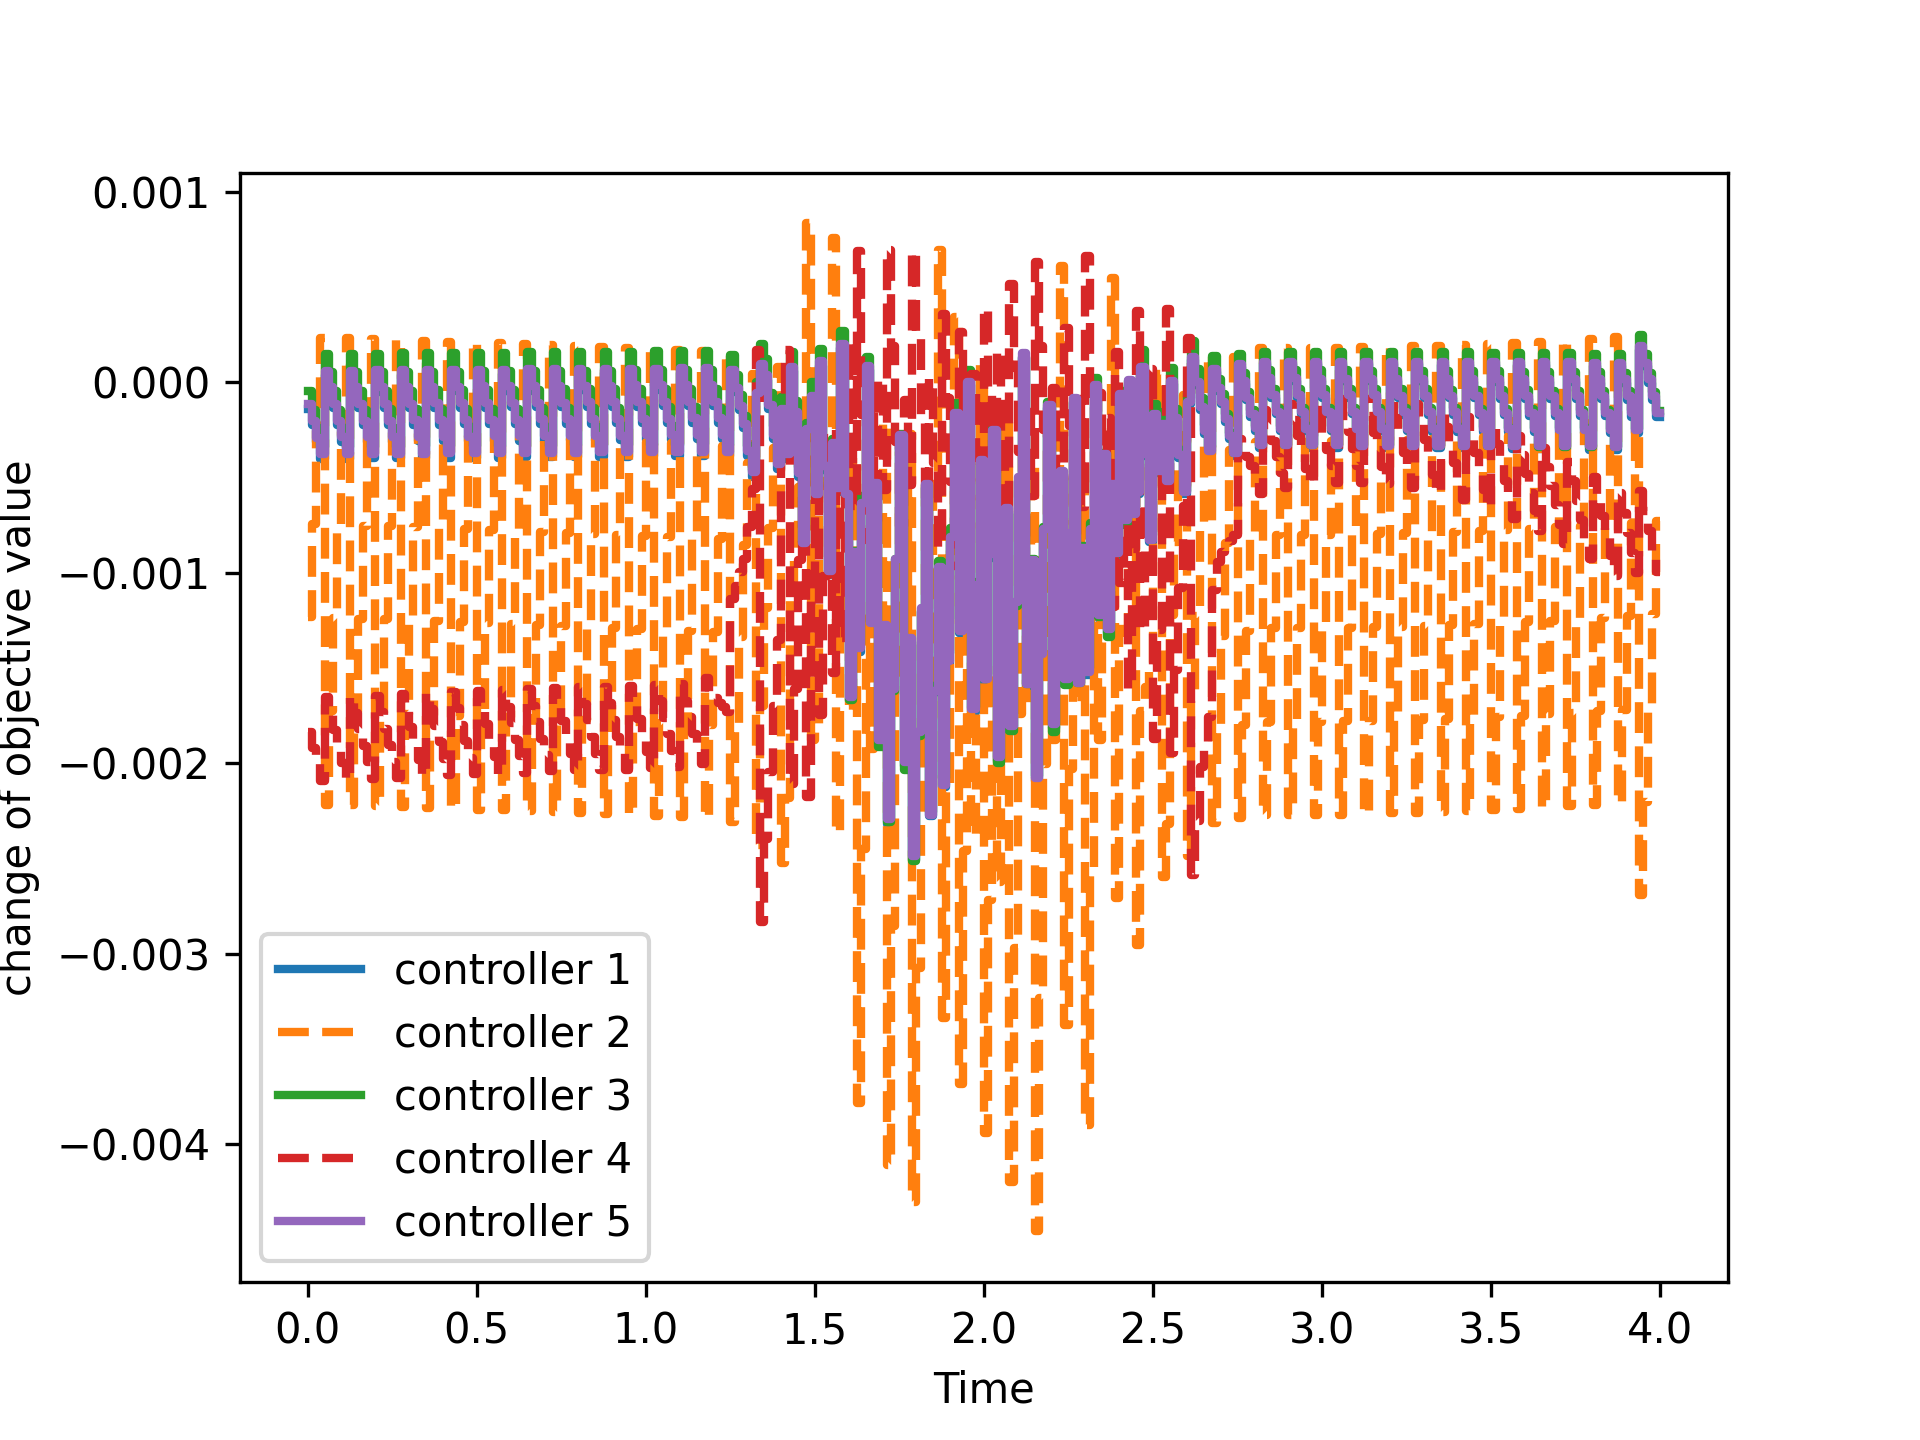 0.001
0.000
−0.001
−0.002
−0.003
−0.004
change of objective value
controller 1
controller 2
controller 3
controller 4
controller 5
0.0 0.5 1.0 1.5 2.0 2.5 3.0 3.5 4.0
Time